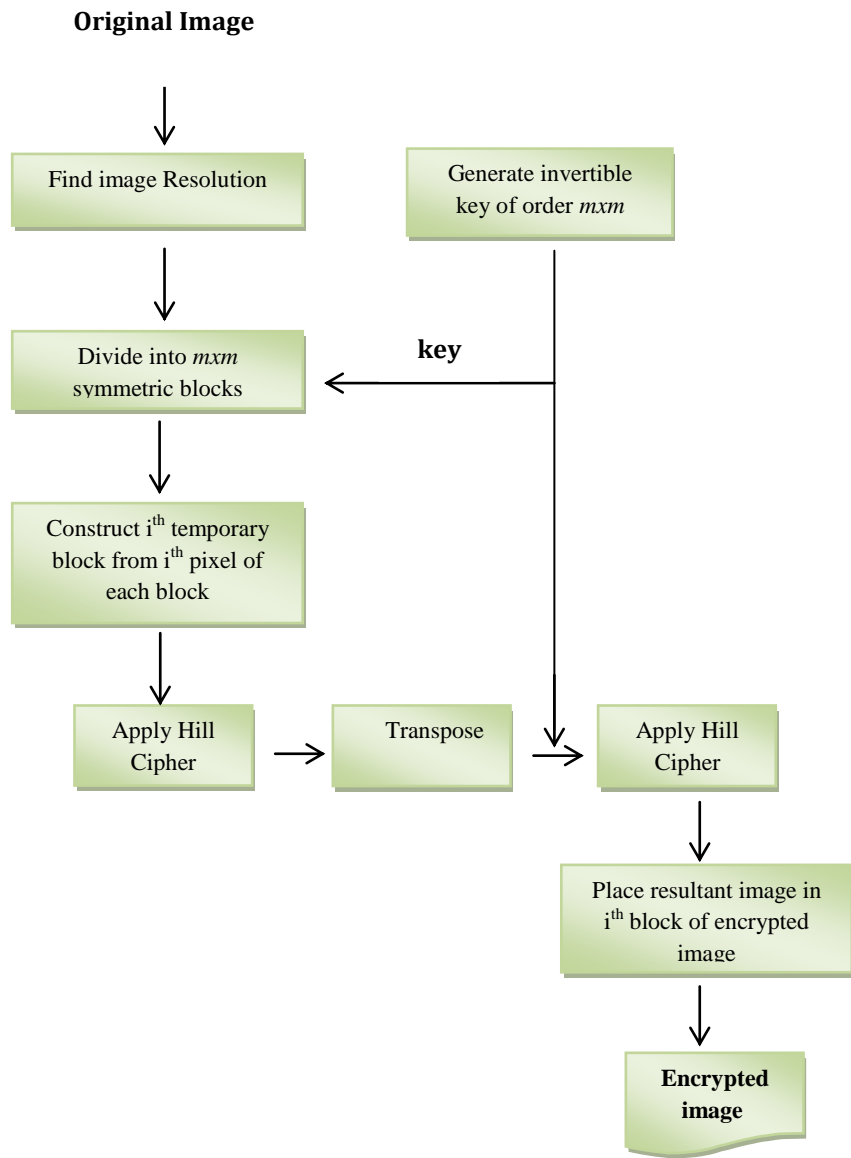 Original Image
Find image Resolution
Generate invertible
key of order mxm
Divide into mxm
symmetric blocks
key
Construct ith temporary
block from ith pixel of
each block
Apply Hill
Cipher
Transpose
Apply Hill
Cipher
Place resultant image in
ith block of encrypted
image
Encrypted
image